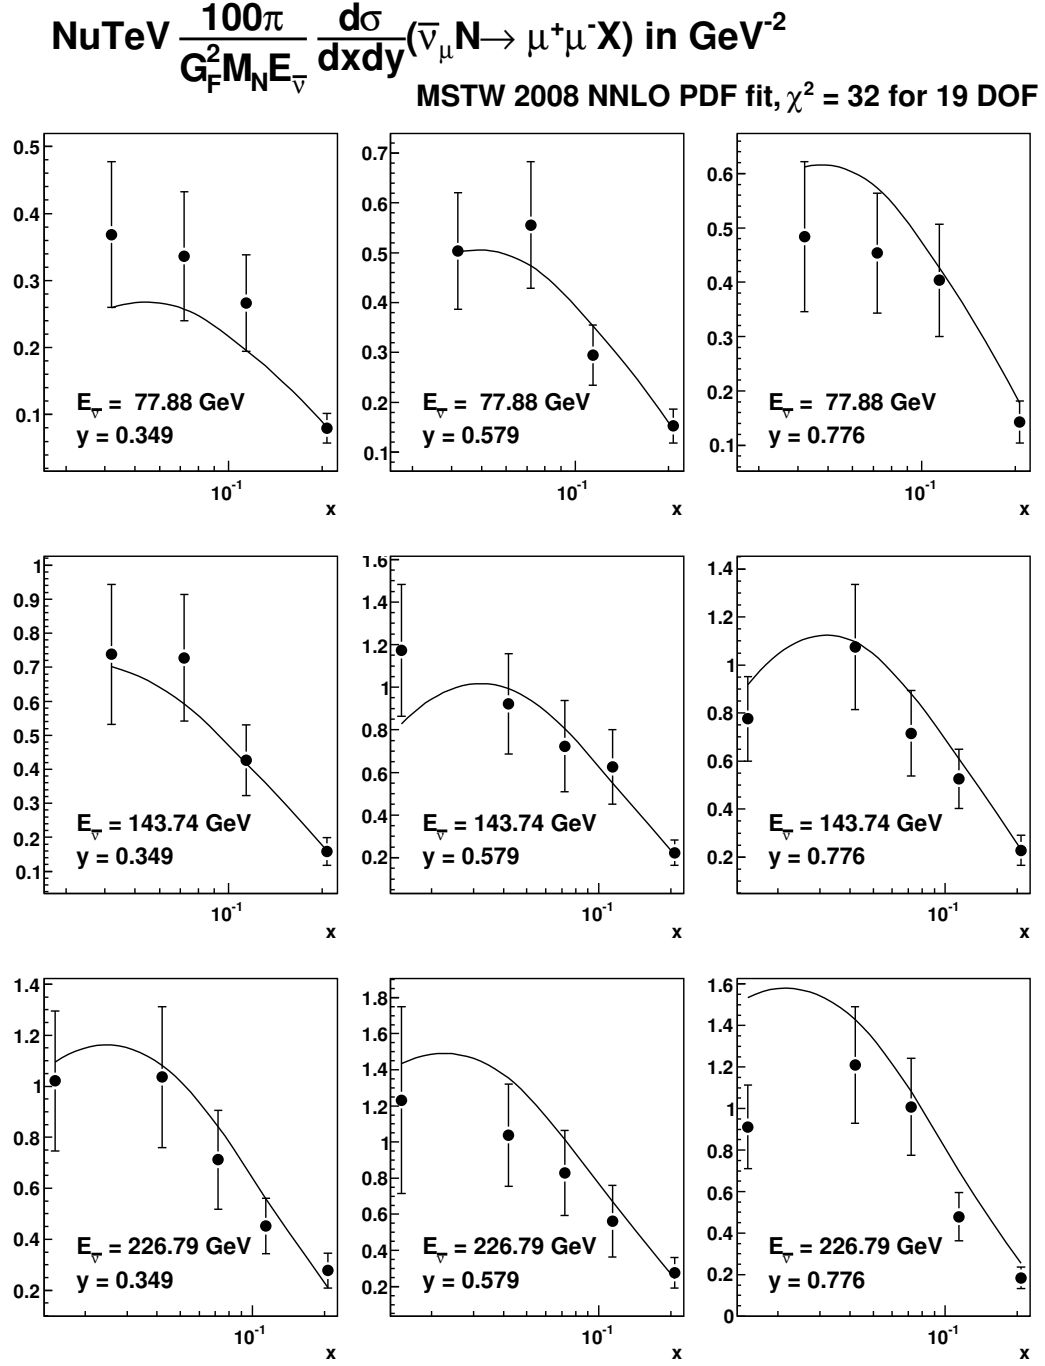 NuTeV 100π / G_F^2 M_N E_ν̄ dσ / dxdy (ν̄_μ N → μ⁺μ⁻X) in GeV⁻²
MSTW 2008 NNLO PDF fit, χ² = 32 for 19 DOF
0.5
0.4
0.3
0.2
0.1
E_ν̄ = 77.88 GeV
y = 0.349
10⁻¹
x
0.7
0.6
0.5
0.4
0.3
0.2
0.1
E_ν̄ = 77.88 GeV
y = 0.579
10⁻¹
x
0.6
0.5
0.4
0.3
0.2
0.1
E_ν̄ = 77.88 GeV
y = 0.776
10⁻¹
x
1
0.9
0.8
0.7
0.6
0.5
0.4
0.3
0.2
0.1
E_ν̄ = 143.74 GeV
y = 0.349
10⁻¹
x
1.6
1.4
1.2
1
0.8
0.6
0.4
0.2
E_ν̄ = 143.74 GeV
y = 0.579
10⁻¹
x
1.4
1.2
1
0.8
0.6
0.4
0.2
E_ν̄ = 143.74 GeV
y = 0.776
10⁻¹
x
1.4
1.2
1
0.8
0.6
0.4
0.2
E_ν̄ = 226.79 GeV
y = 0.349
10⁻¹
x
1.8
1.6
1.4
1.2
1
0.8
0.6
0.4
0.2
E_ν̄ = 226.79 GeV
y = 0.579
10⁻¹
x
1.6
1.4
1.2
1
0.8
0.6
0.4
0.2
0
E_ν̄ = 226.79 GeV
y = 0.776
10⁻¹
x